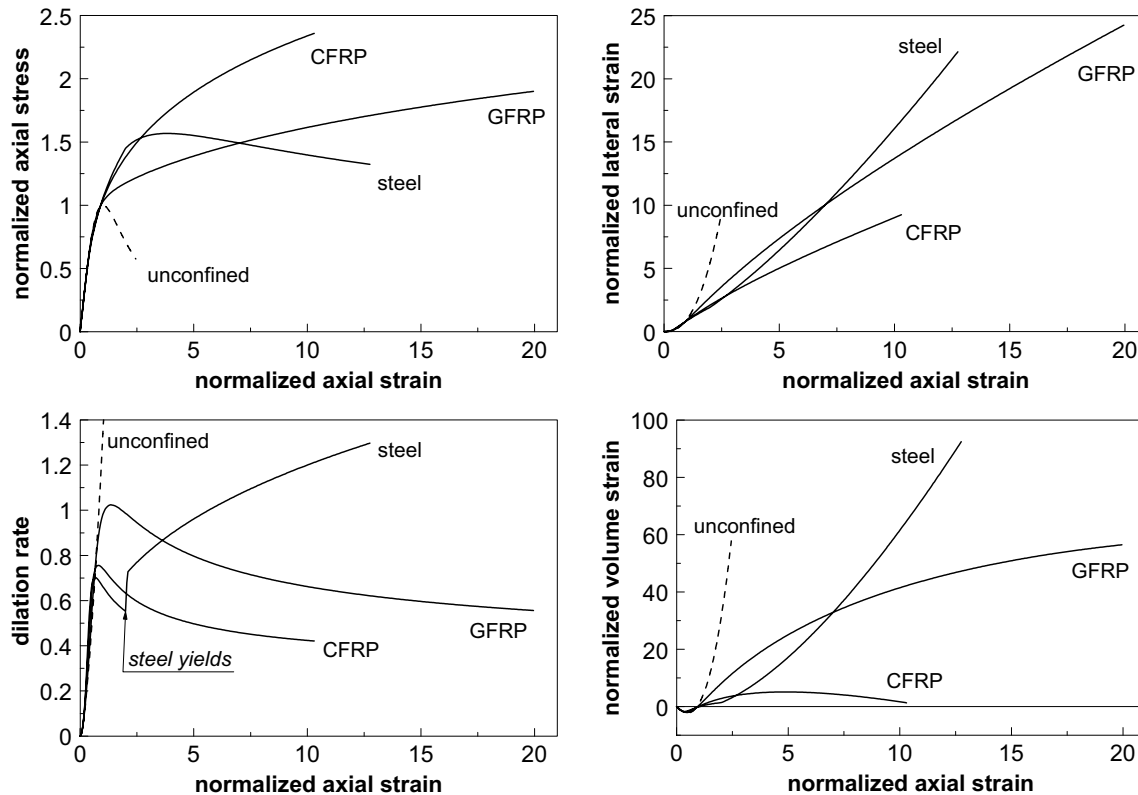 2.5
2
1.5
1
0.5
0
0
5
10
15
20
normalized axial stress
normalized axial strain
CFRP
GFRP
steel
unconfined
25
20
15
10
5
0
0
5
10
15
20
normalized lateral strain
normalized axial strain
steel
GFRP
unconfined
CFRP
1.4
1.2
1
0.8
0.6
0.4
0.2
0
0
5
10
15
20
dilation rate
normalized axial strain
unconfined
steel
CFRP
GFRP
steel yields
100
80
60
40
20
0
0
5
10
15
20
normalized volume strain
normalized axial strain
steel
unconfined
GFRP
CFRP